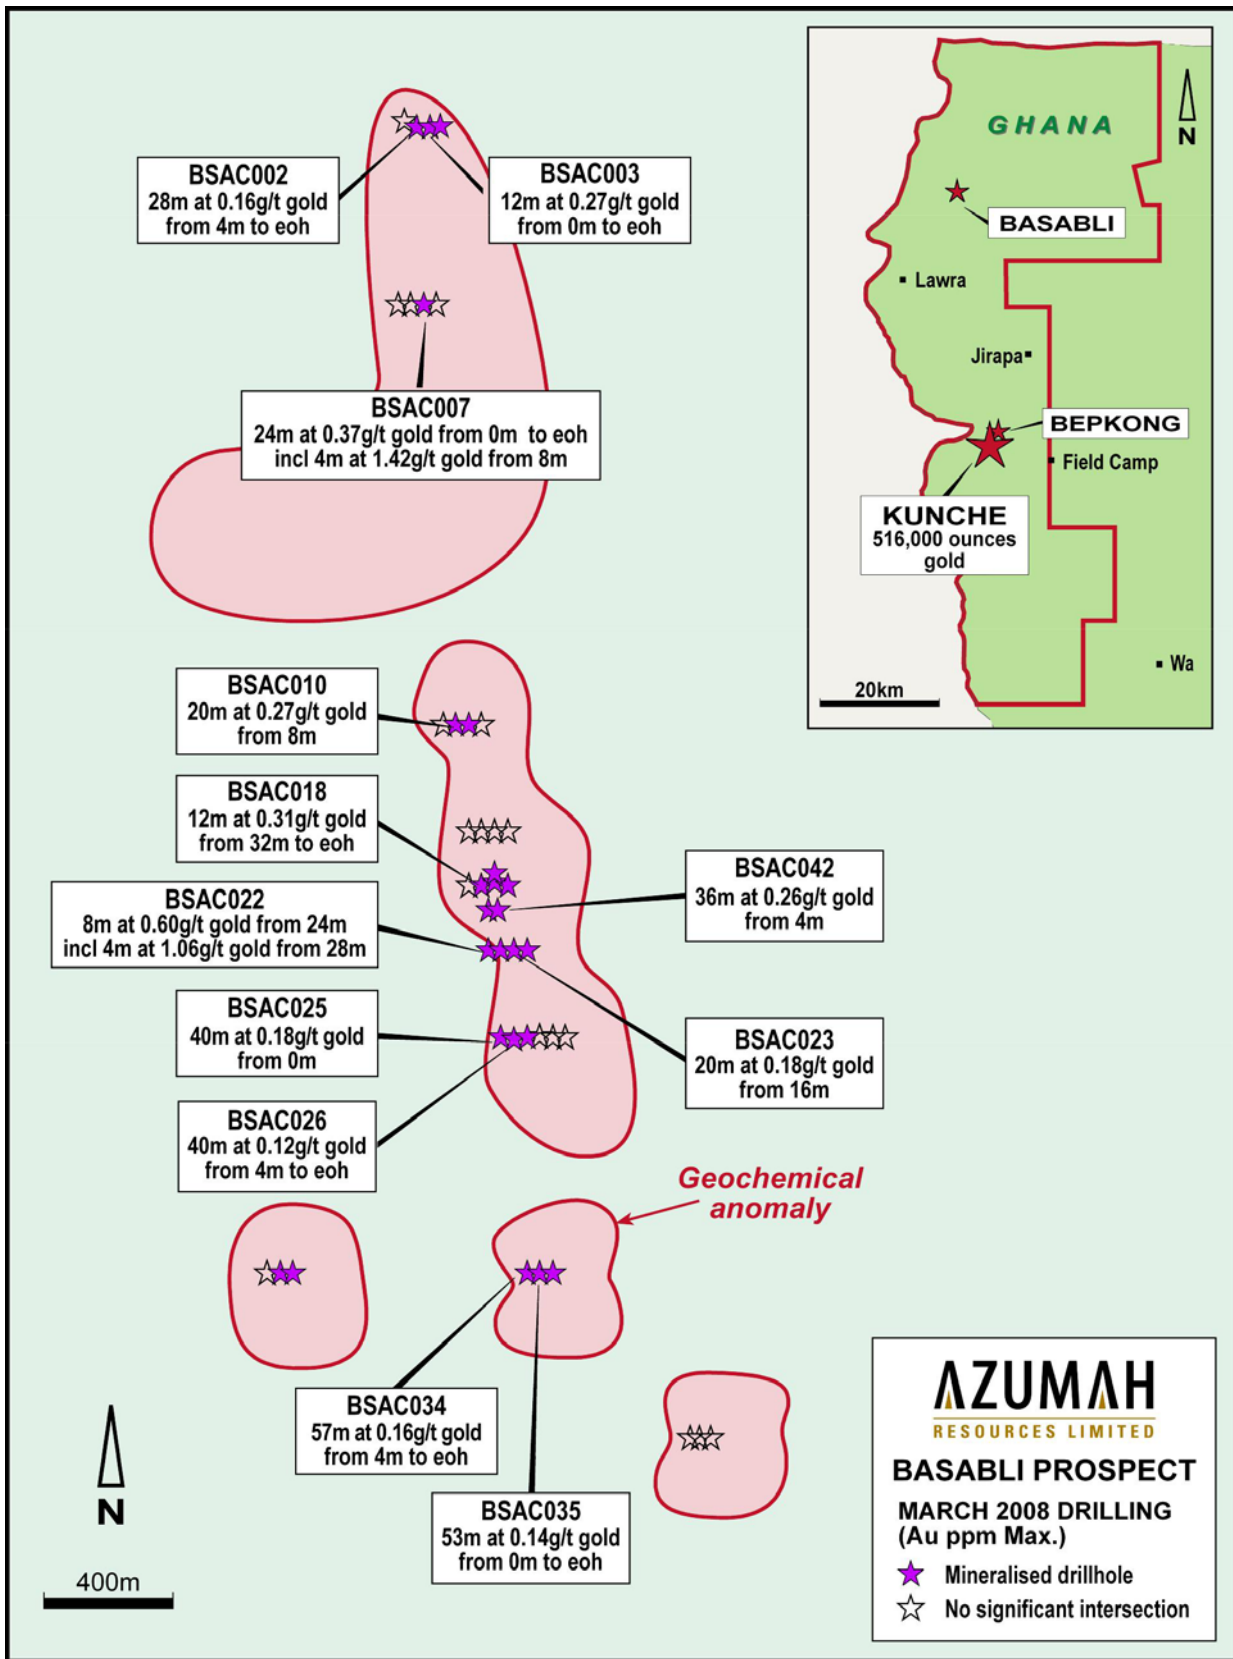 BSAC002
28m at 0.16g/t gold
from 4m to eoh
BSAC003
12m at 0.27g/t gold
from 0m to eoh
BSAC007
24m at 0.37g/t gold from 0m to eoh
incl 4m at 1.42g/t gold from 8m
GHANA
N
BASABLI
Lawra
Jirapa
BEPKONG
Field Camp
KUNCHE
516,000 ounces
gold
Wa
20km
BSAC010
20m at 0.27g/t gold
from 8m
BSAC018
12m at 0.31g/t gold
from 32m to eoh
BSAC042
36m at 0.26g/t gold
from 4m
BSAC022
8m at 0.60g/t gold from 24m
incl 4m at 1.06g/t gold from 28m
BSAC025
40m at 0.18g/t gold
from 0m
BSAC023
20m at 0.18g/t gold
from 16m
BSAC026
40m at 0.12g/t gold
from 4m to eoh
Geochemical
anomaly
BSAC034
57m at 0.16g/t gold
from 4m to eoh
BSAC035
53m at 0.14g/t gold
from 0m to eoh
N
400m
AZUMAH
RESOURCES LIMITED
BASABLI PROSPECT
MARCH 2008 DRILLING
(Au ppm Max.)
Mineralised drillhole
No significant intersection